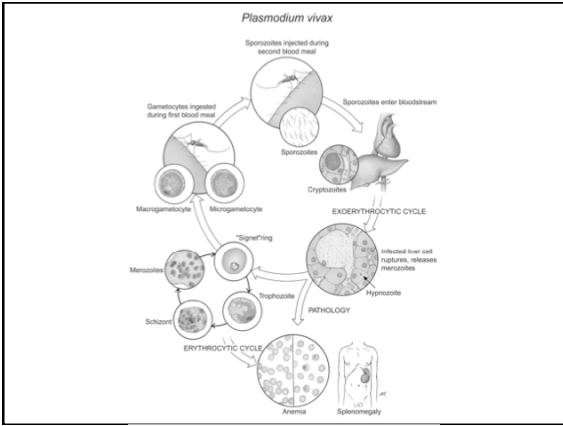 Plasmodium vivax
Sporozoites injected during
second blood meal
Gametocytes ingested
during first blood meal
Sporozoites enter bloodstream
Sporozoites
Cryptozoites
Macrogametocyte
Microgametocyte
EXOERYTHROCYTIC CYCLE
"Signet"ring
Infected liver cell
ruptures, releases
merozoites
Merozoites
Hypnozoite
Trophozoite
PATHOLOGY
Schizont
ERYTHROCYTIC CYCLE
Anemia
Splenomegaly